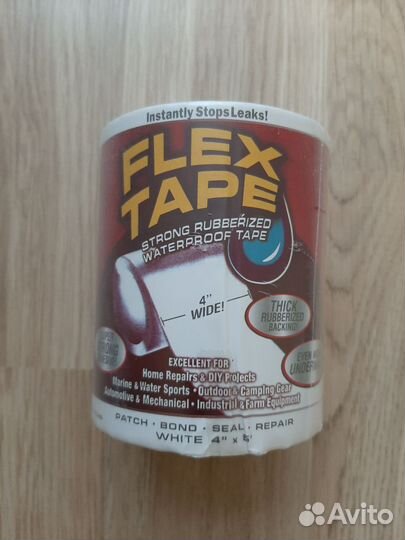 Instantly Stops Leaks!
FLEX
TAPE
STRONG RUBBERIZED
WATERPROOF TAPE
4"
WIDE!
THICK
RUBBERIZED
BACKING!
EVEN
EXCELLENT FOR
Home Repairs & DIY Projects
Marine & Water Sports • Outdoor & Camping Gear
Automotive & Mechanical • Industrial & Farm Equipment
PATCH • BOND • SEAL • REPAIR
WHITE 4" x 5'
Avito